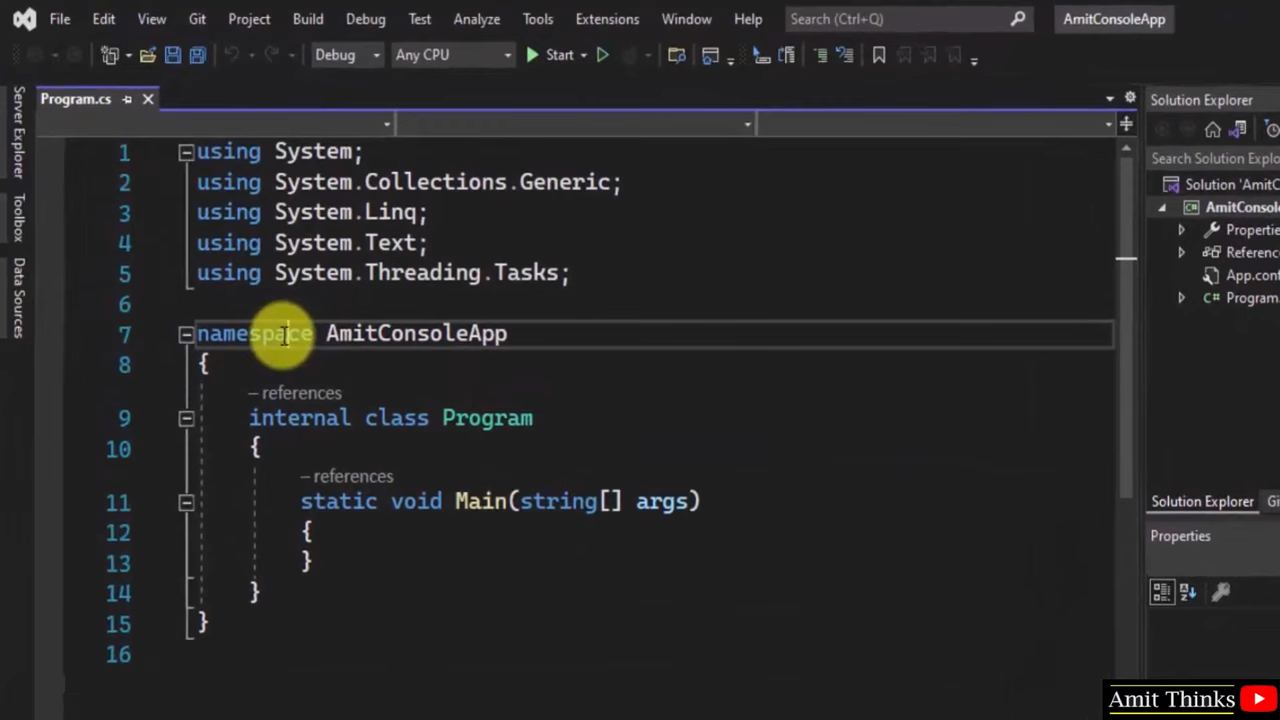 File Edit View Git Project Build Debug Test Analyze Tools Extensions Window Help Search (Ctrl+Q) AmitConsoleApp
Debug Any CPU Start
Server Explorer
Toolbox
Data Sources
Program.cs
1 using System;
2 using System.Collections.Generic;
3 using System.Linq;
4 using System.Text;
5 using System.Threading.Tasks;
6
7 namespace AmitConsoleApp
8 {
– references
9 internal class Program
10 {
– references
11 static void Main(string[] args)
12 {
13 }
14 }
15 }
16
Solution Explorer
Search Solution Explo
Solution 'AmitC
AmitConsol
Propertie
Referenc
App.cont
Program
Solution Explorer Gi
Properties
Amit Thinks